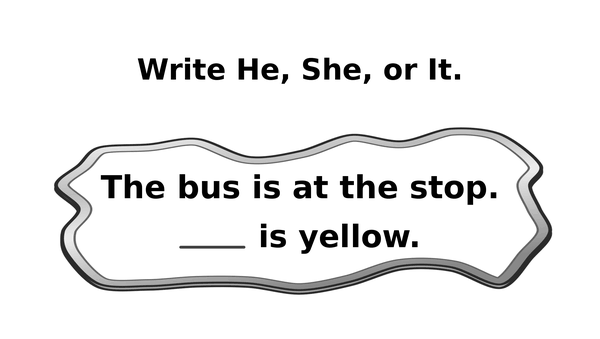 Write He, She, or It.
The bus is at the stop.
____ is yellow.